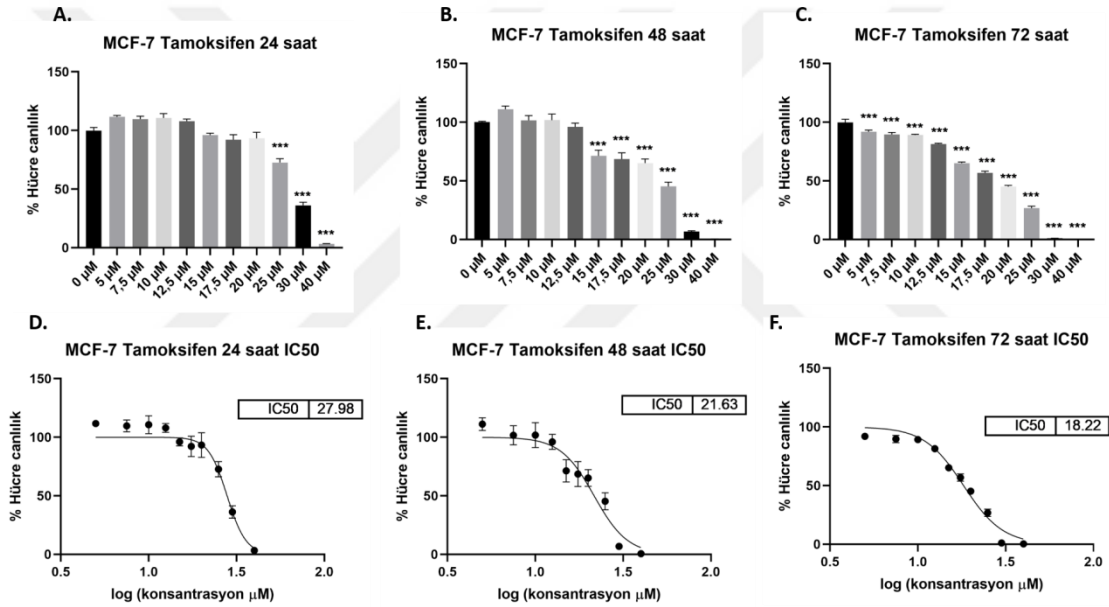 A.
MCF-7 Tamoksifen 24 saat
% Hücre canlılık
150
100
50
0
***
***
***
0 µM
5 µM
7,5 µM
10 µM
12,5 µM
15 µM
17,5 µM
20 µM
25 µM
30 µM
40 µM
B.
MCF-7 Tamoksifen 48 saat
% Hücre canlılık
150
100
50
0
***
***
***
***
***
***
0 µM
5 µM
7,5 µM
10 µM
12,5 µM
15 µM
17,5 µM
20 µM
25 µM
30 µM
40 µM
C.
MCF-7 Tamoksifen 72 saat
% Hücre canlılık
150
100
50
0
***
***
***
***
***
***
***
***
***
***
0 µM
5 µM
7,5 µM
10 µM
12,5 µM
15 µM
17,5 µM
20 µM
25 µM
30 µM
40 µM
D.
MCF-7 Tamoksifen 24 saat IC50
% Hücre canlılık
150
100
50
0
IC50 27.98
0.5 1.0 1.5 2.0
log (konsantrasyon µM)
E.
MCF-7 Tamoksifen 48 saat IC50
% Hücre canlılık
150
100
50
0
IC50 21.63
0.5 1.0 1.5 2.0
log (konsantrasyon µM)
F.
MCF-7 Tamoksifen 72 saat IC50
% Hücre canlılık
150
100
50
0
IC50 18.22
0.5 1.0 1.5 2.0
log (konsantrasyon µM)